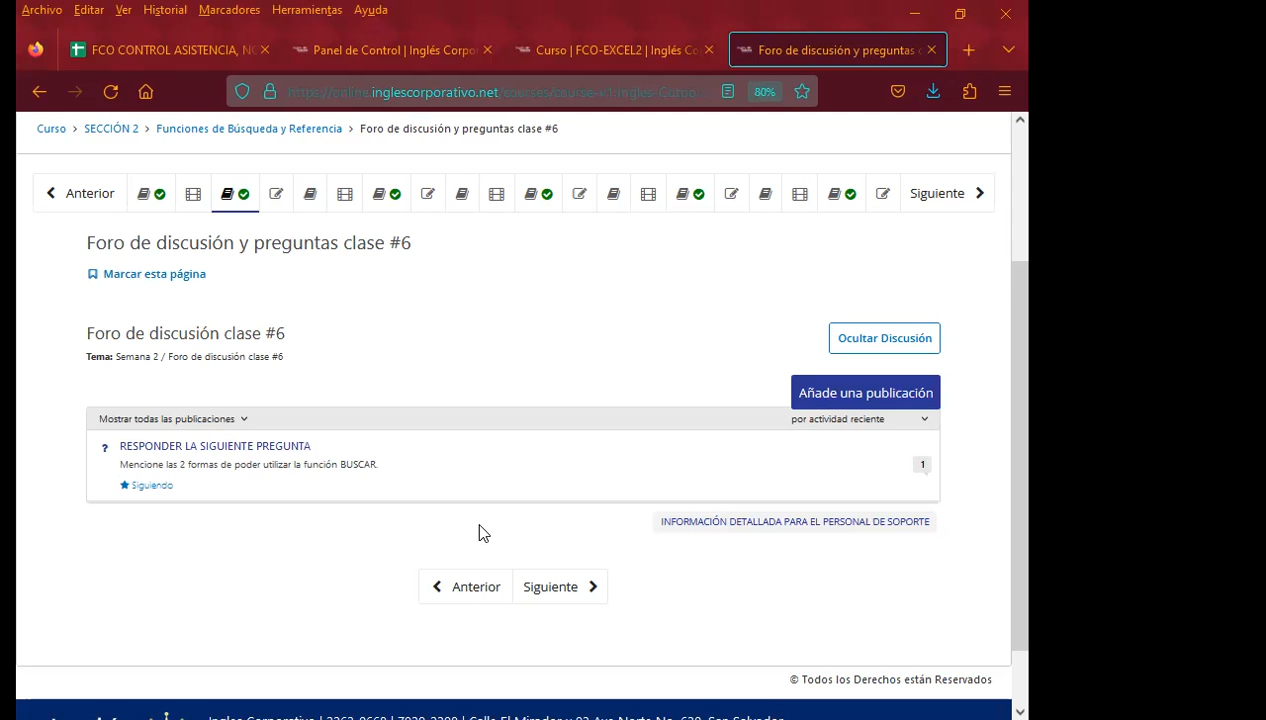 Archivo Editar Ver Historial Marcadores Herramientas Ayuda
FCO CONTROL ASISTENCIA, NO
Panel de Control | Inglés Corpor
Curso | FCO-EXCEL2 | Inglés Co
Foro de discusión y preguntas c
https://online.inglescorporativo.net/courses/course-v1:Ingles-Corpo
80%
Curso > SECCIÓN 2 > Funciones de Búsqueda y Referencia > Foro de discusión y preguntas clase #6
Anterior
Siguiente
Foro de discusión y preguntas clase #6
Marcar esta página
Foro de discusión clase #6
Ocultar Discusión
Tema: Semana 2 / Foro de discusión clase #6
Añade una publicación
Mostrar todas las publicaciones
por actividad reciente
? RESPONDER LA SIGUIENTE PREGUNTA
Mencione las 2 formas de poder utilizar la función BUSCAR.
1
Siguiendo
INFORMACIÓN DETALLADA PARA EL PERSONAL DE SOPORTE
Anterior Siguiente
© Todos los Derechos están Reservados